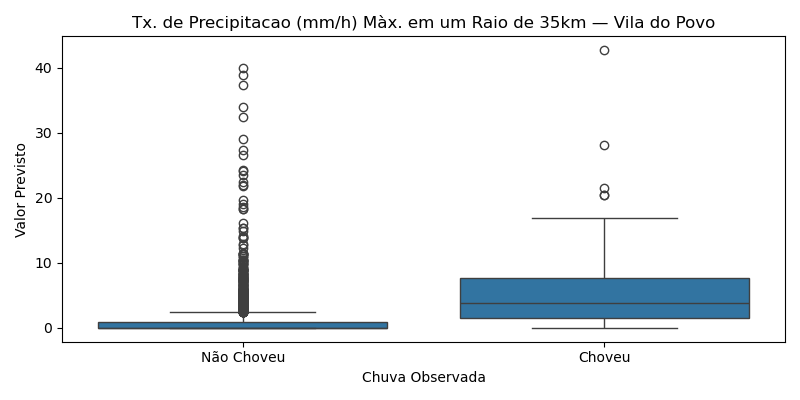 Tx. de Precipitacao (mm/h) Màx. em um Raio de 35km — Vila do Povo
Valor Previsto
40
30
20
10
0
Não Choveu
Choveu
Chuva Observada